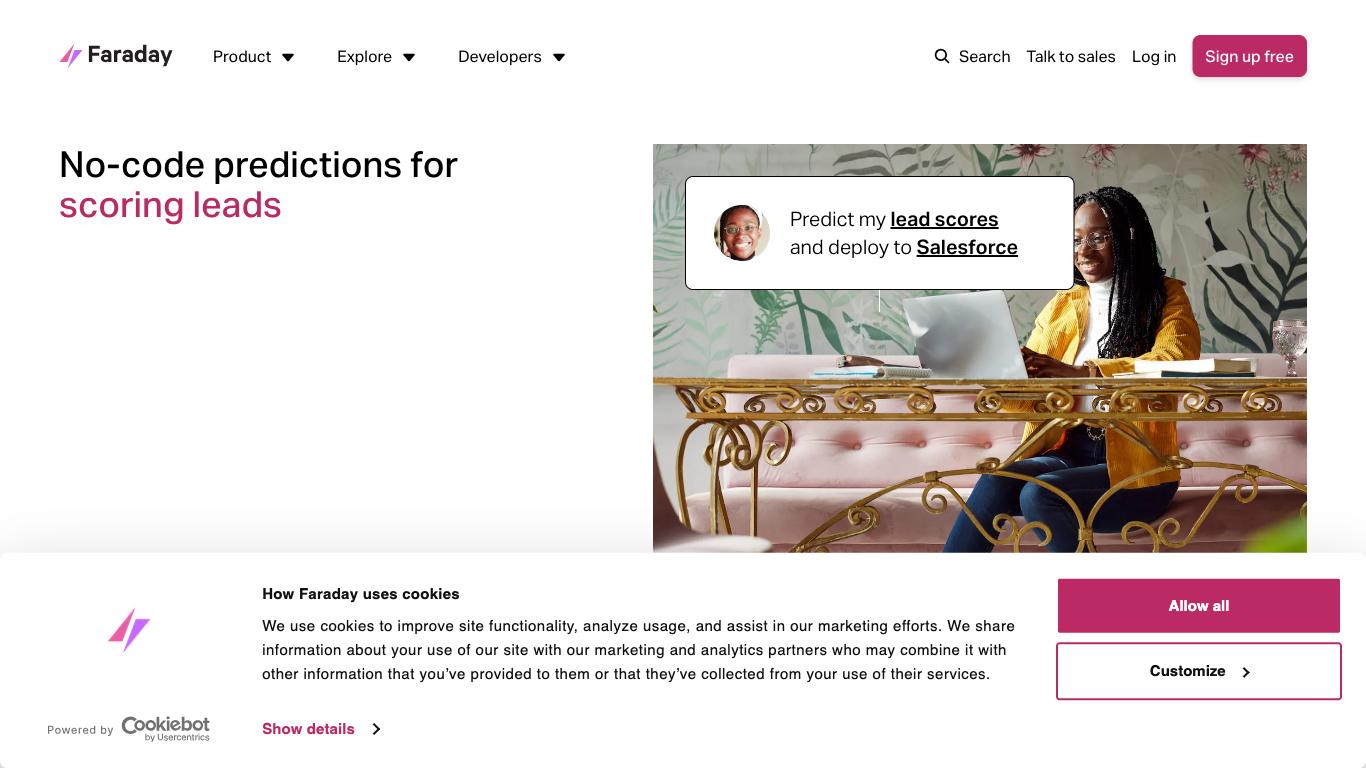 Faraday
Product
Explore
Developers
Search
Talk to sales
Log in
Sign up free
No-code predictions for
scoring leads
Predict my lead scores
and deploy to Salesforce
How Faraday uses cookies
We use cookies to improve site functionality, analyze usage, and assist in our marketing efforts. We share
information about your use of our site with our marketing and analytics partners who may combine it with
other information that you’ve provided to them or that they’ve collected from your use of their services.
Allow all
Customize
Powered by Cookiebot
by Usercentrics
Show details